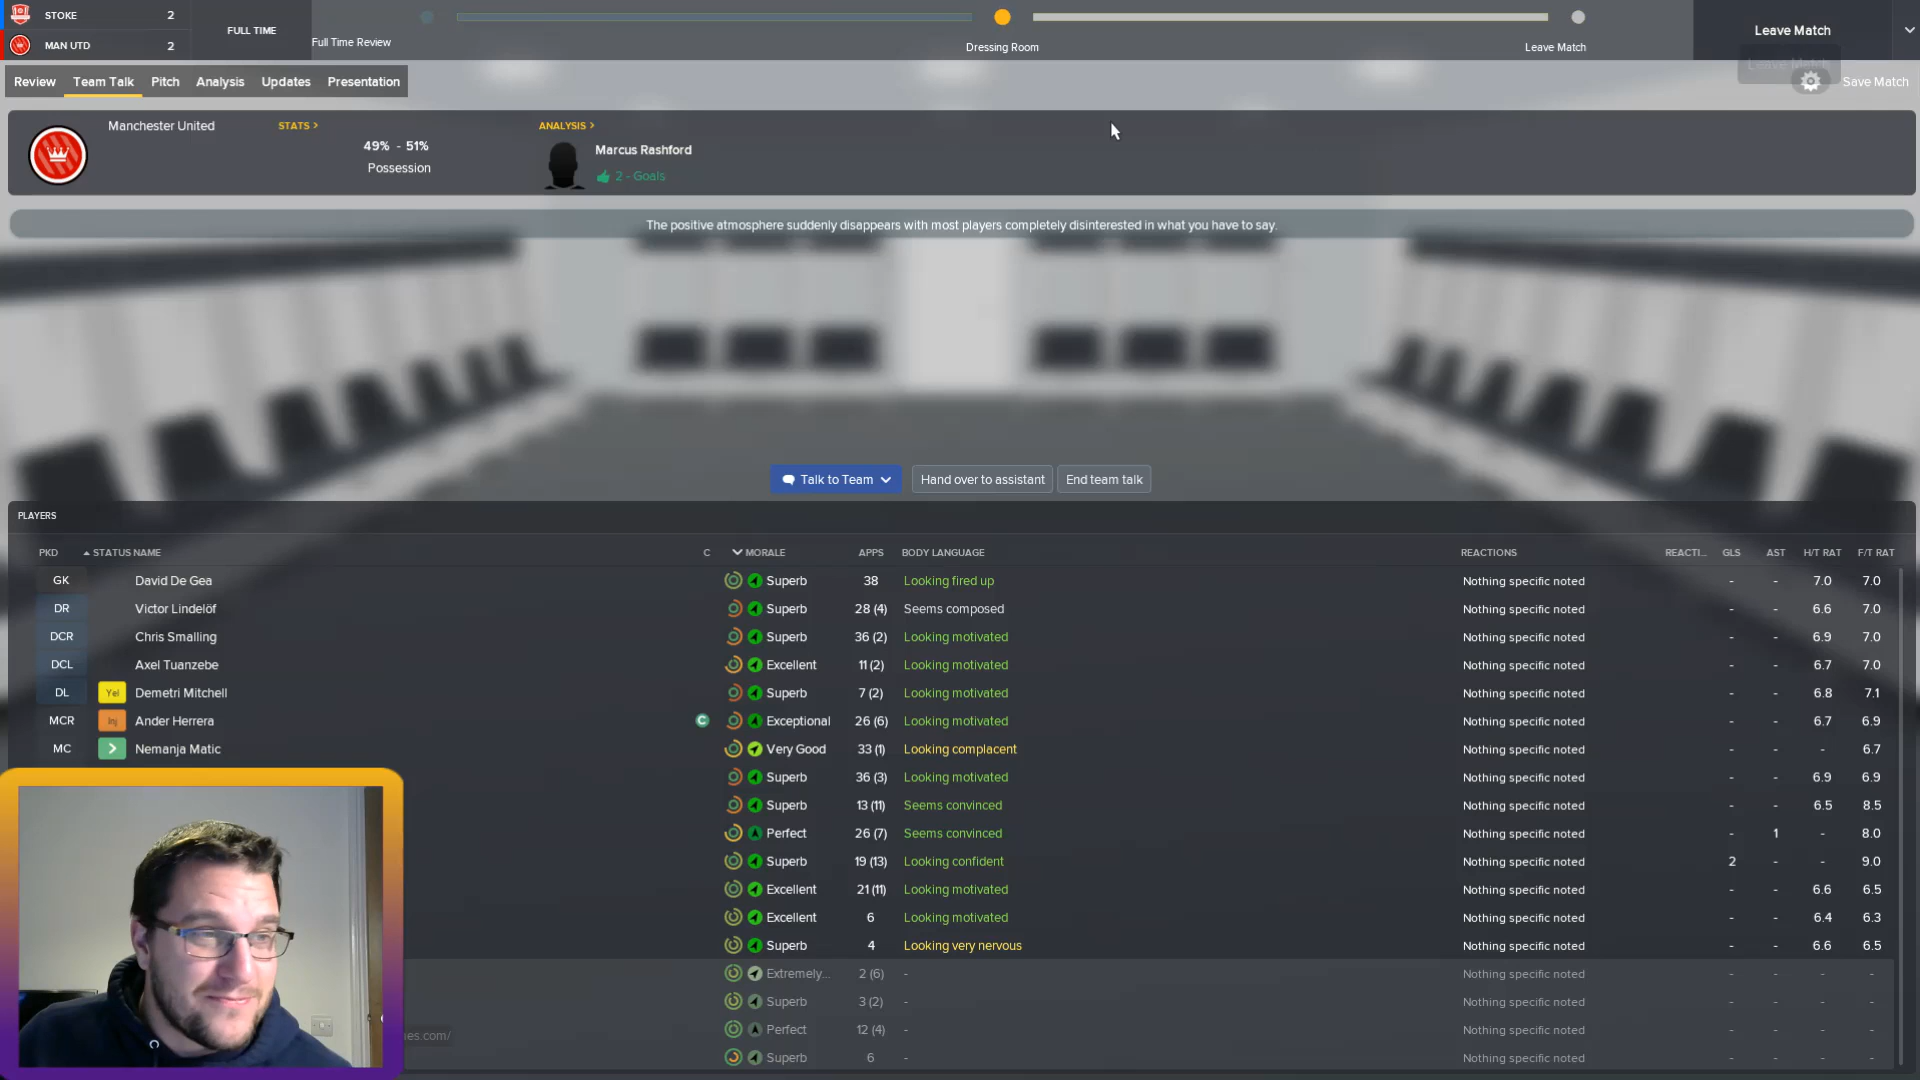 STOKE 2
MAN UTD 2
FULL TIME
Full Time Review
Dressing Room
Leave Match
Leave Match
Save Match
Review Team Talk Pitch Analysis Updates Presentation
Manchester United
STATS >
49% - 51%
Possession
ANALYSIS >
Marcus Rashford
2 - Goals
The positive atmosphere suddenly disappears with most players completely disinterested in what you have to say.
Talk to Team Hand over to assistant End team talk
PLAYERS
PKD STATUS NAME C MORALE APPS BODY LANGUAGE REACTIONS REACTI... GLS AST H/T RAT F/T RAT
GK David De Gea Superb 38 Looking fired up Nothing specific noted - - 7.0 7.0
DR Victor Lindelöf Superb 28 (4) Seems composed Nothing specific noted - - 6.6 7.0
DCR Chris Smalling Superb 36 (2) Looking motivated Nothing specific noted - - 6.9 7.0
DCL Axel Tuanzebe Excellent 11 (2) Looking motivated Nothing specific noted - - 6.7 7.0
DL Yel Demetri Mitchell Superb 7 (2) Looking motivated Nothing specific noted - - 6.8 7.1
MCR Inj Ander Herrera C Exceptional 26 (6) Looking motivated Nothing specific noted - - 6.7 6.9
MC Nemanja Matic Very Good 33 (1) Looking complacent Nothing specific noted - - - 6.7
Superb 36 (3) Looking motivated Nothing specific noted - - 6.9 6.9
Superb 13 (11) Seems convinced Nothing specific noted - - 6.5 8.5
Perfect 26 (7) Seems convinced Nothing specific noted - 1 - 8.0
Superb 19 (13) Looking confident Nothing specific noted 2 - - 9.0
Excellent 21 (11) Looking motivated Nothing specific noted - - 6.6 6.5
Excellent 6 Looking motivated Nothing specific noted - - 6.4 6.3
Superb 4 Looking very nervous Nothing specific noted - - 6.6 6.5
Extremely... 2 (6) - Nothing specific noted - - - -
Superb 3 (2) - Nothing specific noted - - - -
Perfect 12 (4) - Nothing specific noted - - - -
Superb 6 - Nothing specific noted - - - -